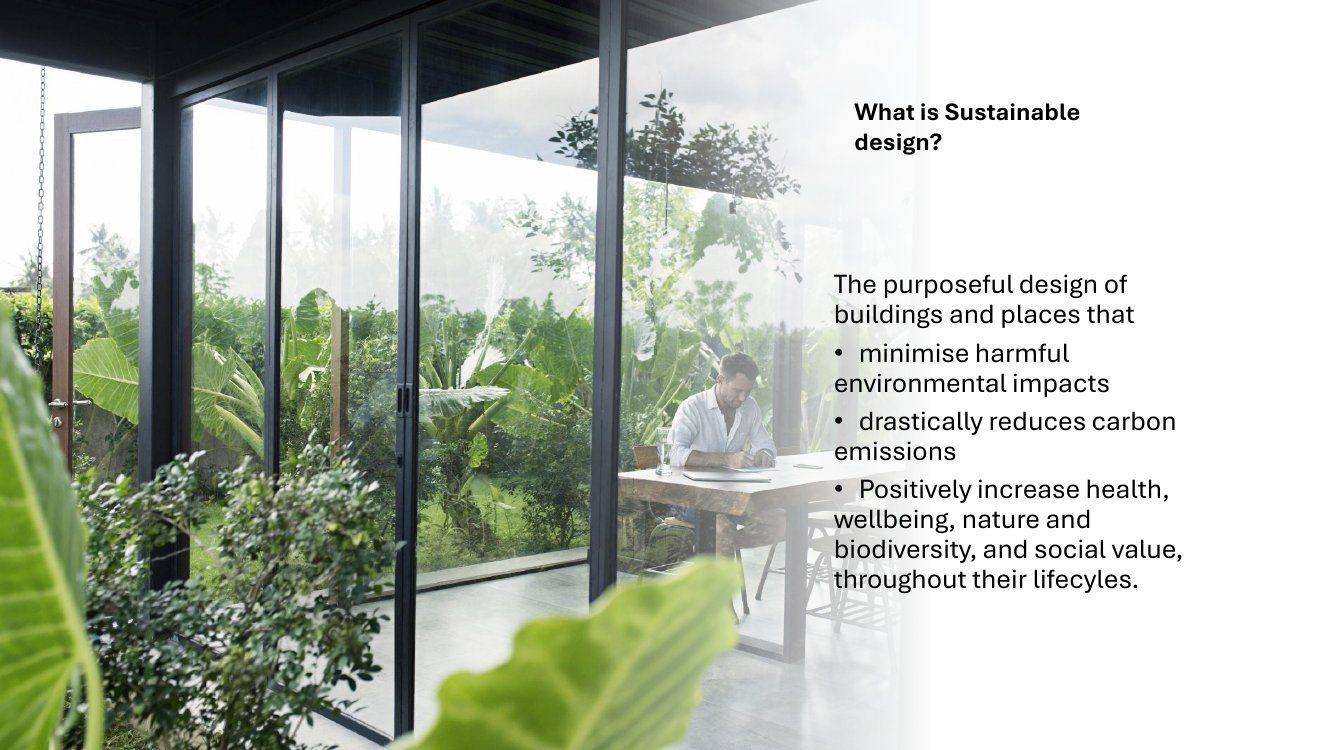 What is Sustainable
design?
The purposeful design of
buildings and places that
• minimise harmful
environmental impacts
• drastically reduces carbon
emissions
• Positively increase health,
wellbeing, nature and
biodiversity, and social value,
throughout their lifecyles.